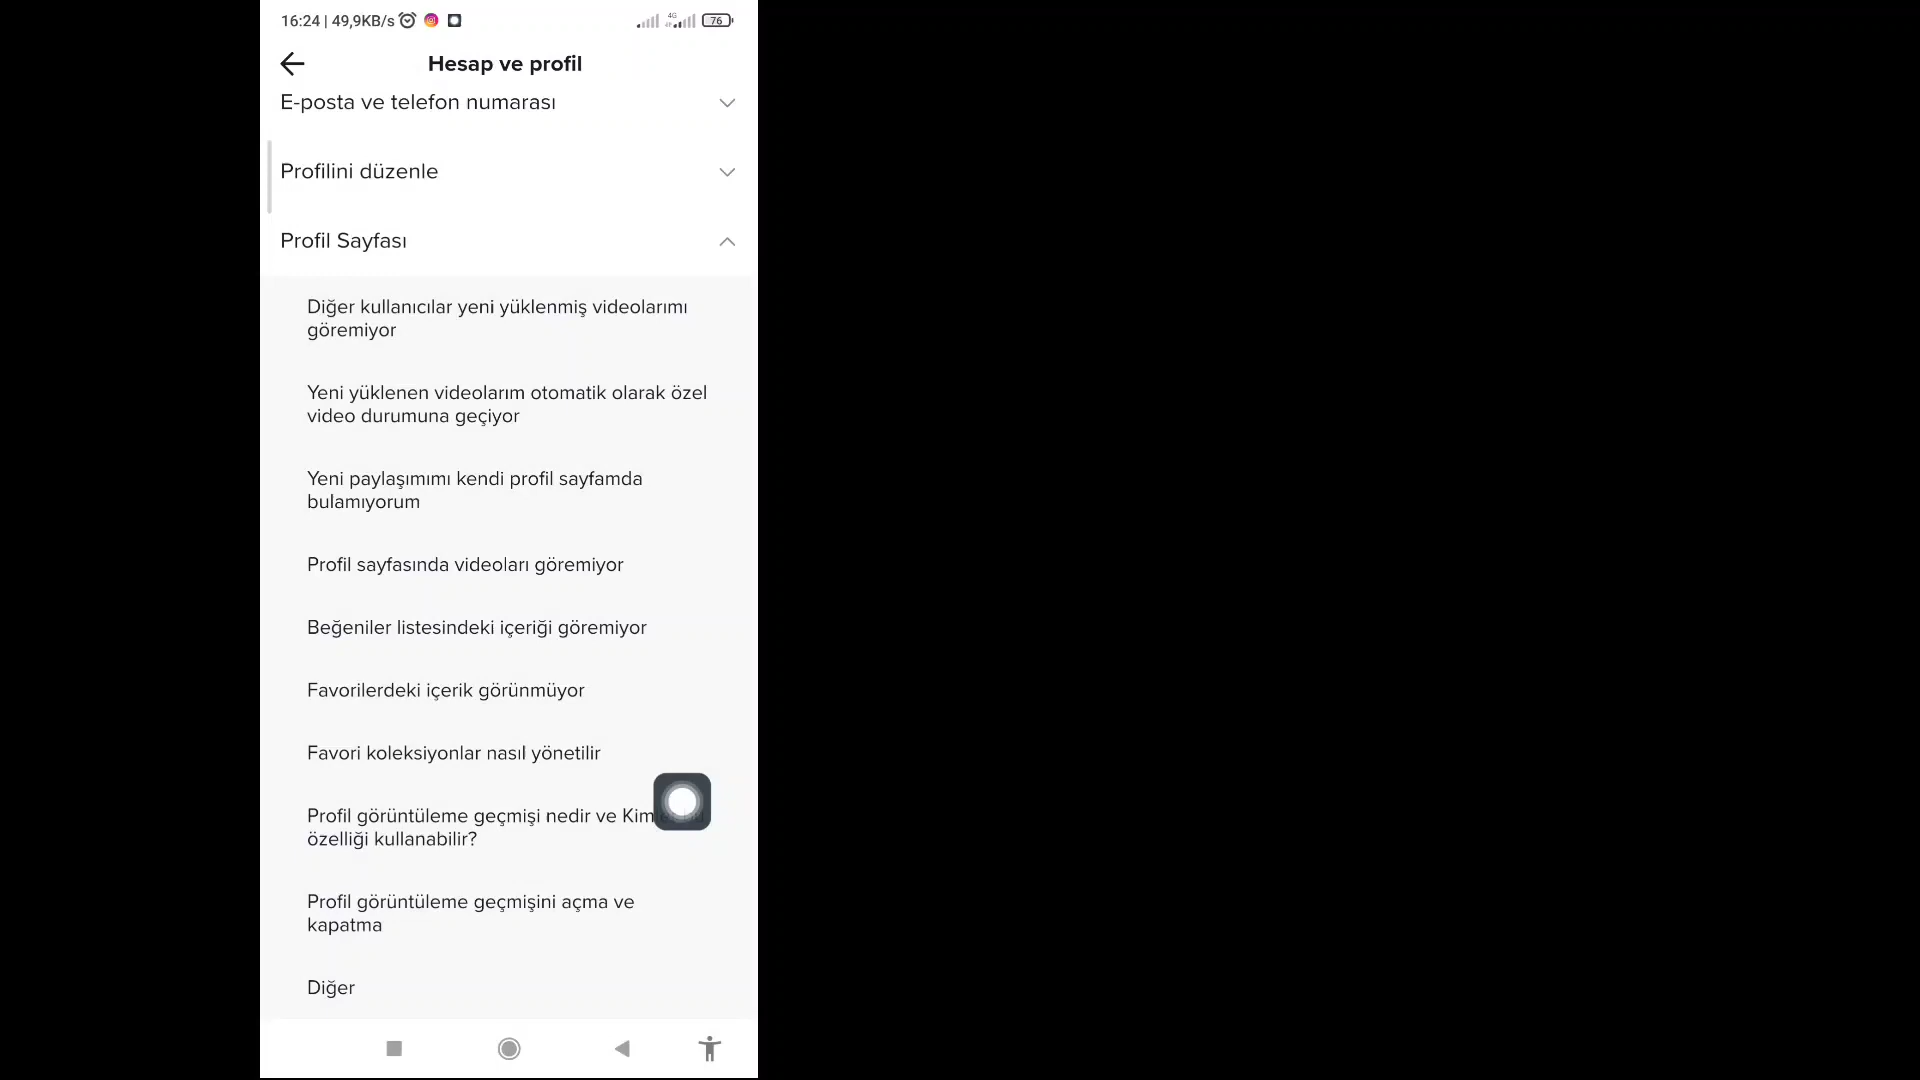 16:24 | 49,9KB/s
4G
76
Hesap ve profil
E-posta ve telefon numarası
Profilini düzenle
Profil Sayfası
Diğer kullanıcılar yeni yüklenmiş videolarımı
göremiyor
Yeni yüklenen videolarım otomatik olarak özel
video durumuna geçiyor
Yeni paylaşımımı kendi profil sayfamda
bulamıyorum
Profil sayfasında videoları göremiyor
Beğeniler listesindeki içeriği göremiyor
Favorilerdeki içerik görünmüyor
Favori koleksiyonlar nasıl yönetilir
Profil görüntüleme geçmişi nedir ve
özelliği kullanabilir?
Profil görüntüleme geçmişini açma ve
kapatma
Diğer